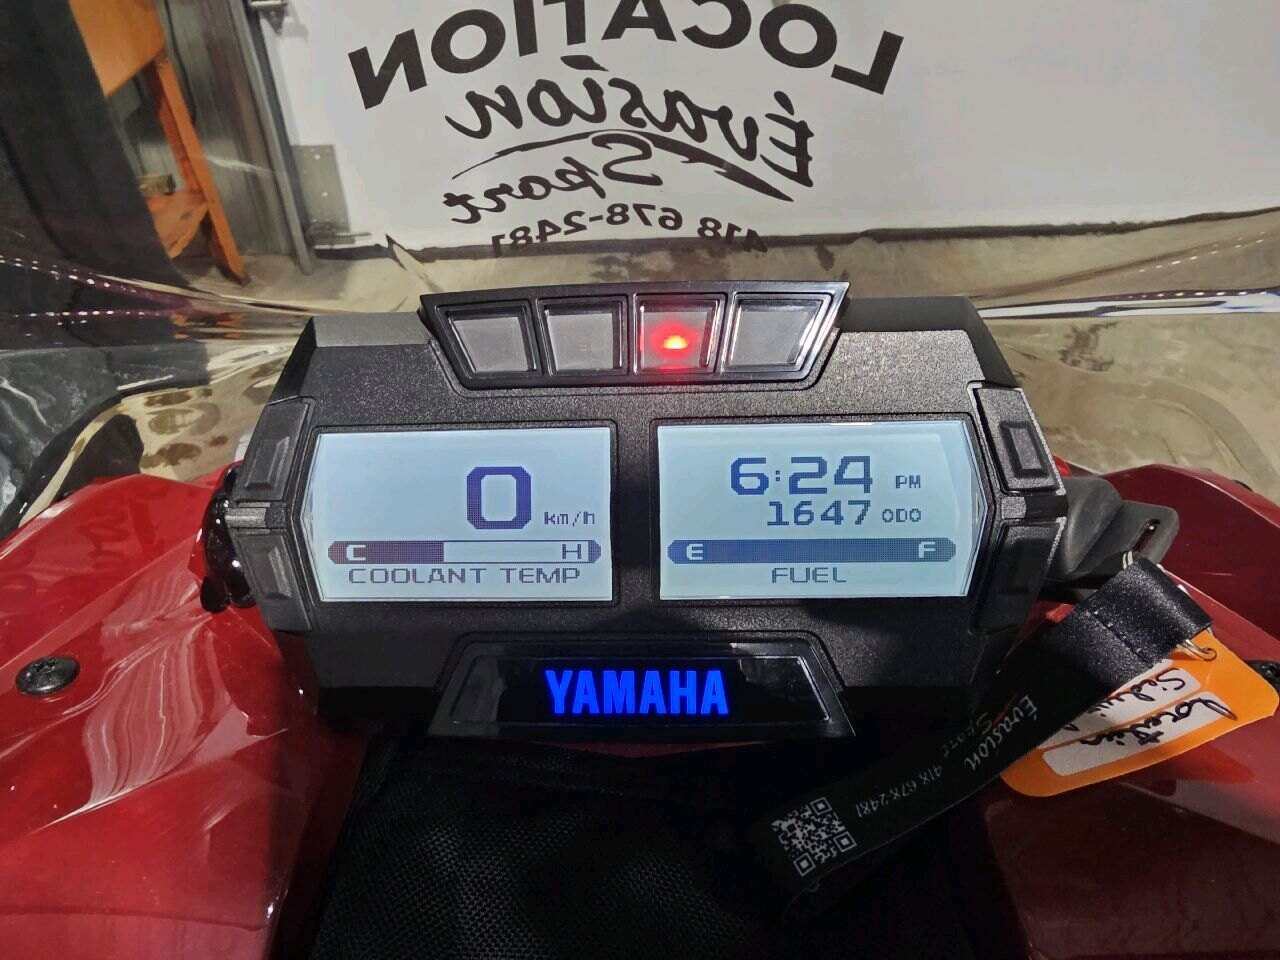 LOCATION
Évasion
Sport
418 678-2481
0 km/h
C H
COOLANT TEMP
6:24 PM
1647 ODO
E F
FUEL
YAMAHA
Évasion
Sport 418 678-2481
Location